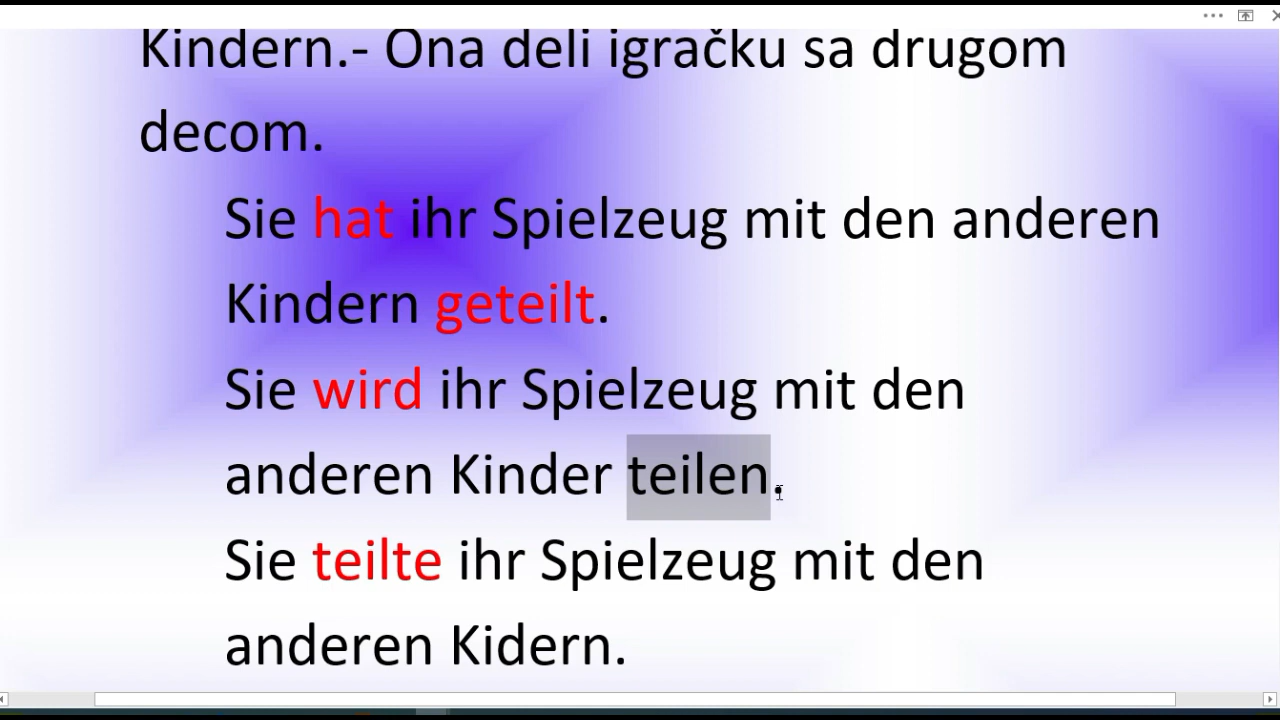 Kindern.- Ona deli igračku sa drugom
decom.
Sie hat ihr Spielzeug mit den anderen
Kindern geteilt.
Sie wird ihr Spielzeug mit den
anderen Kinder teilen.
Sie teilte ihr Spielzeug mit den
anderen Kidern.